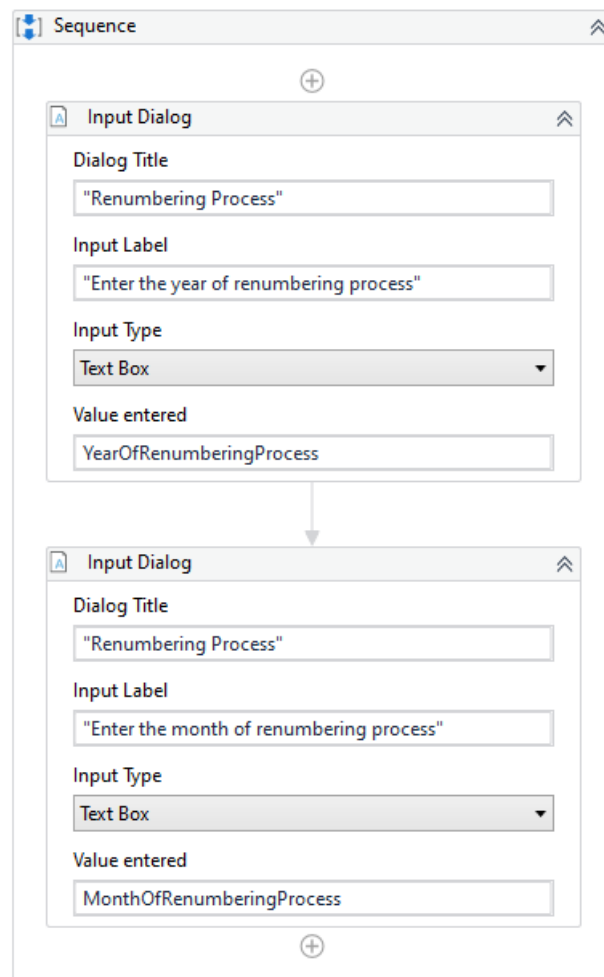 Sequence
Input Dialog
Dialog Title
"Renumbering Process"
Input Label
"Enter the year of renumbering process"
Input Type
Text Box
Value entered
YearOfRenumberingProcess
Input Dialog
Dialog Title
"Renumbering Process"
Input Label
"Enter the month of renumbering process"
Input Type
Text Box
Value entered
MonthOfRenumberingProcess